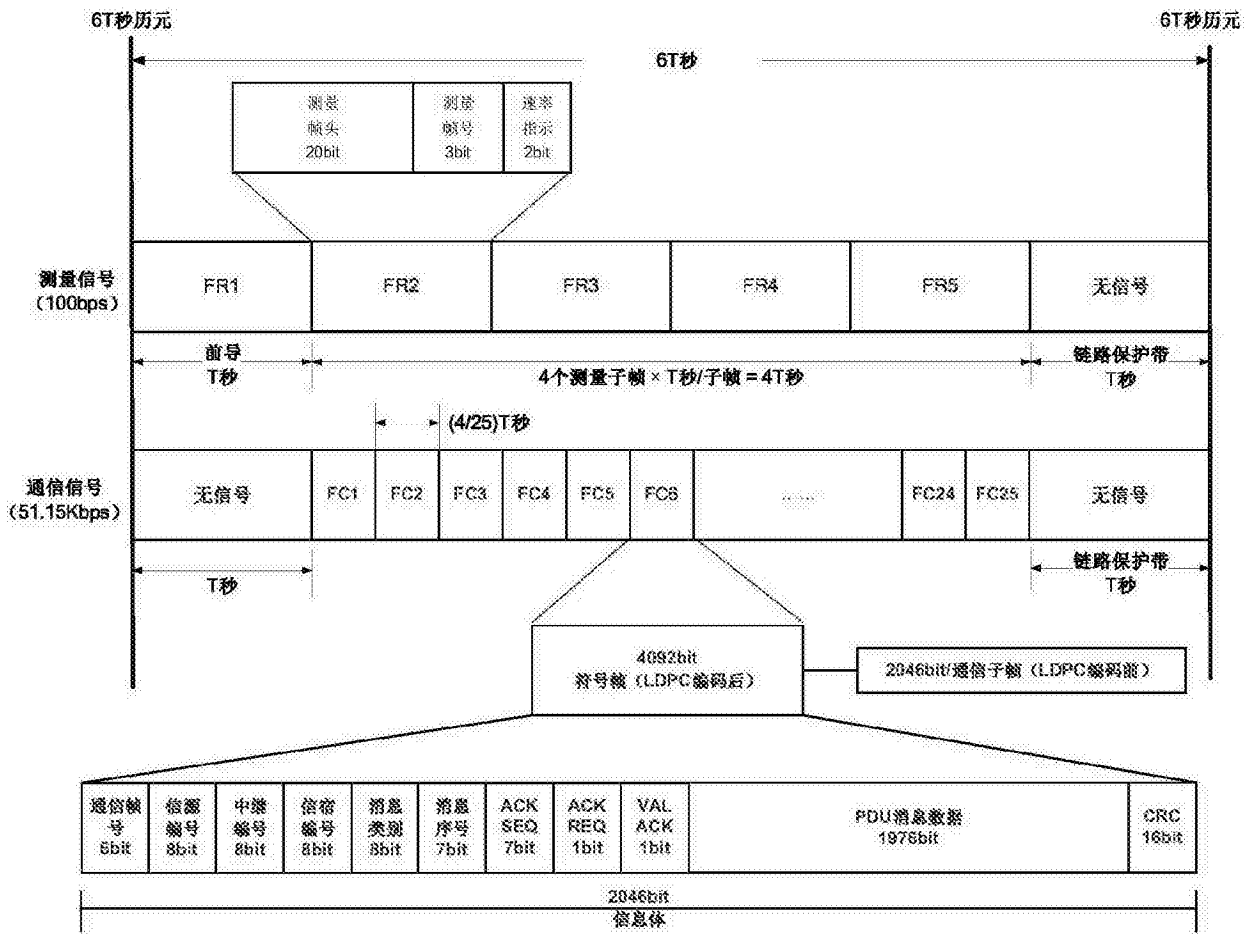 6T秒历元
6T秒历元
6T秒
测量
帧头
20bit
测量
帧号
3bit
速率
指示
2bit
测量信号
（100bps）
FR1
FR2
FR3
FR4
FR5
无信号
前导
T秒
4个测量子帧 × T秒/子帧 = 4T秒
链路保护带
T秒
(4/25)T秒
通信信号
（51.15Kbps）
无信号
FC1
FC2
FC3
FC4
FC5
FC6
......
FC24
FC25
无信号
T秒
链路保护带
T秒
4092bit
符号帧（LDPC编码后）
2046bit/通信子帧（LDPC编码前）
通信帧
号
6bit
信源
编号
8bit
中继
编号
8bit
信宿
编号
8bit
消息
类别
8bit
消息
序号
7bit
ACK
SEQ
7bit
ACK
REQ
1bit
VAL
ACK
1bit
PDU消息数据
1976bit
CRC
16bit
2046bit
信息体